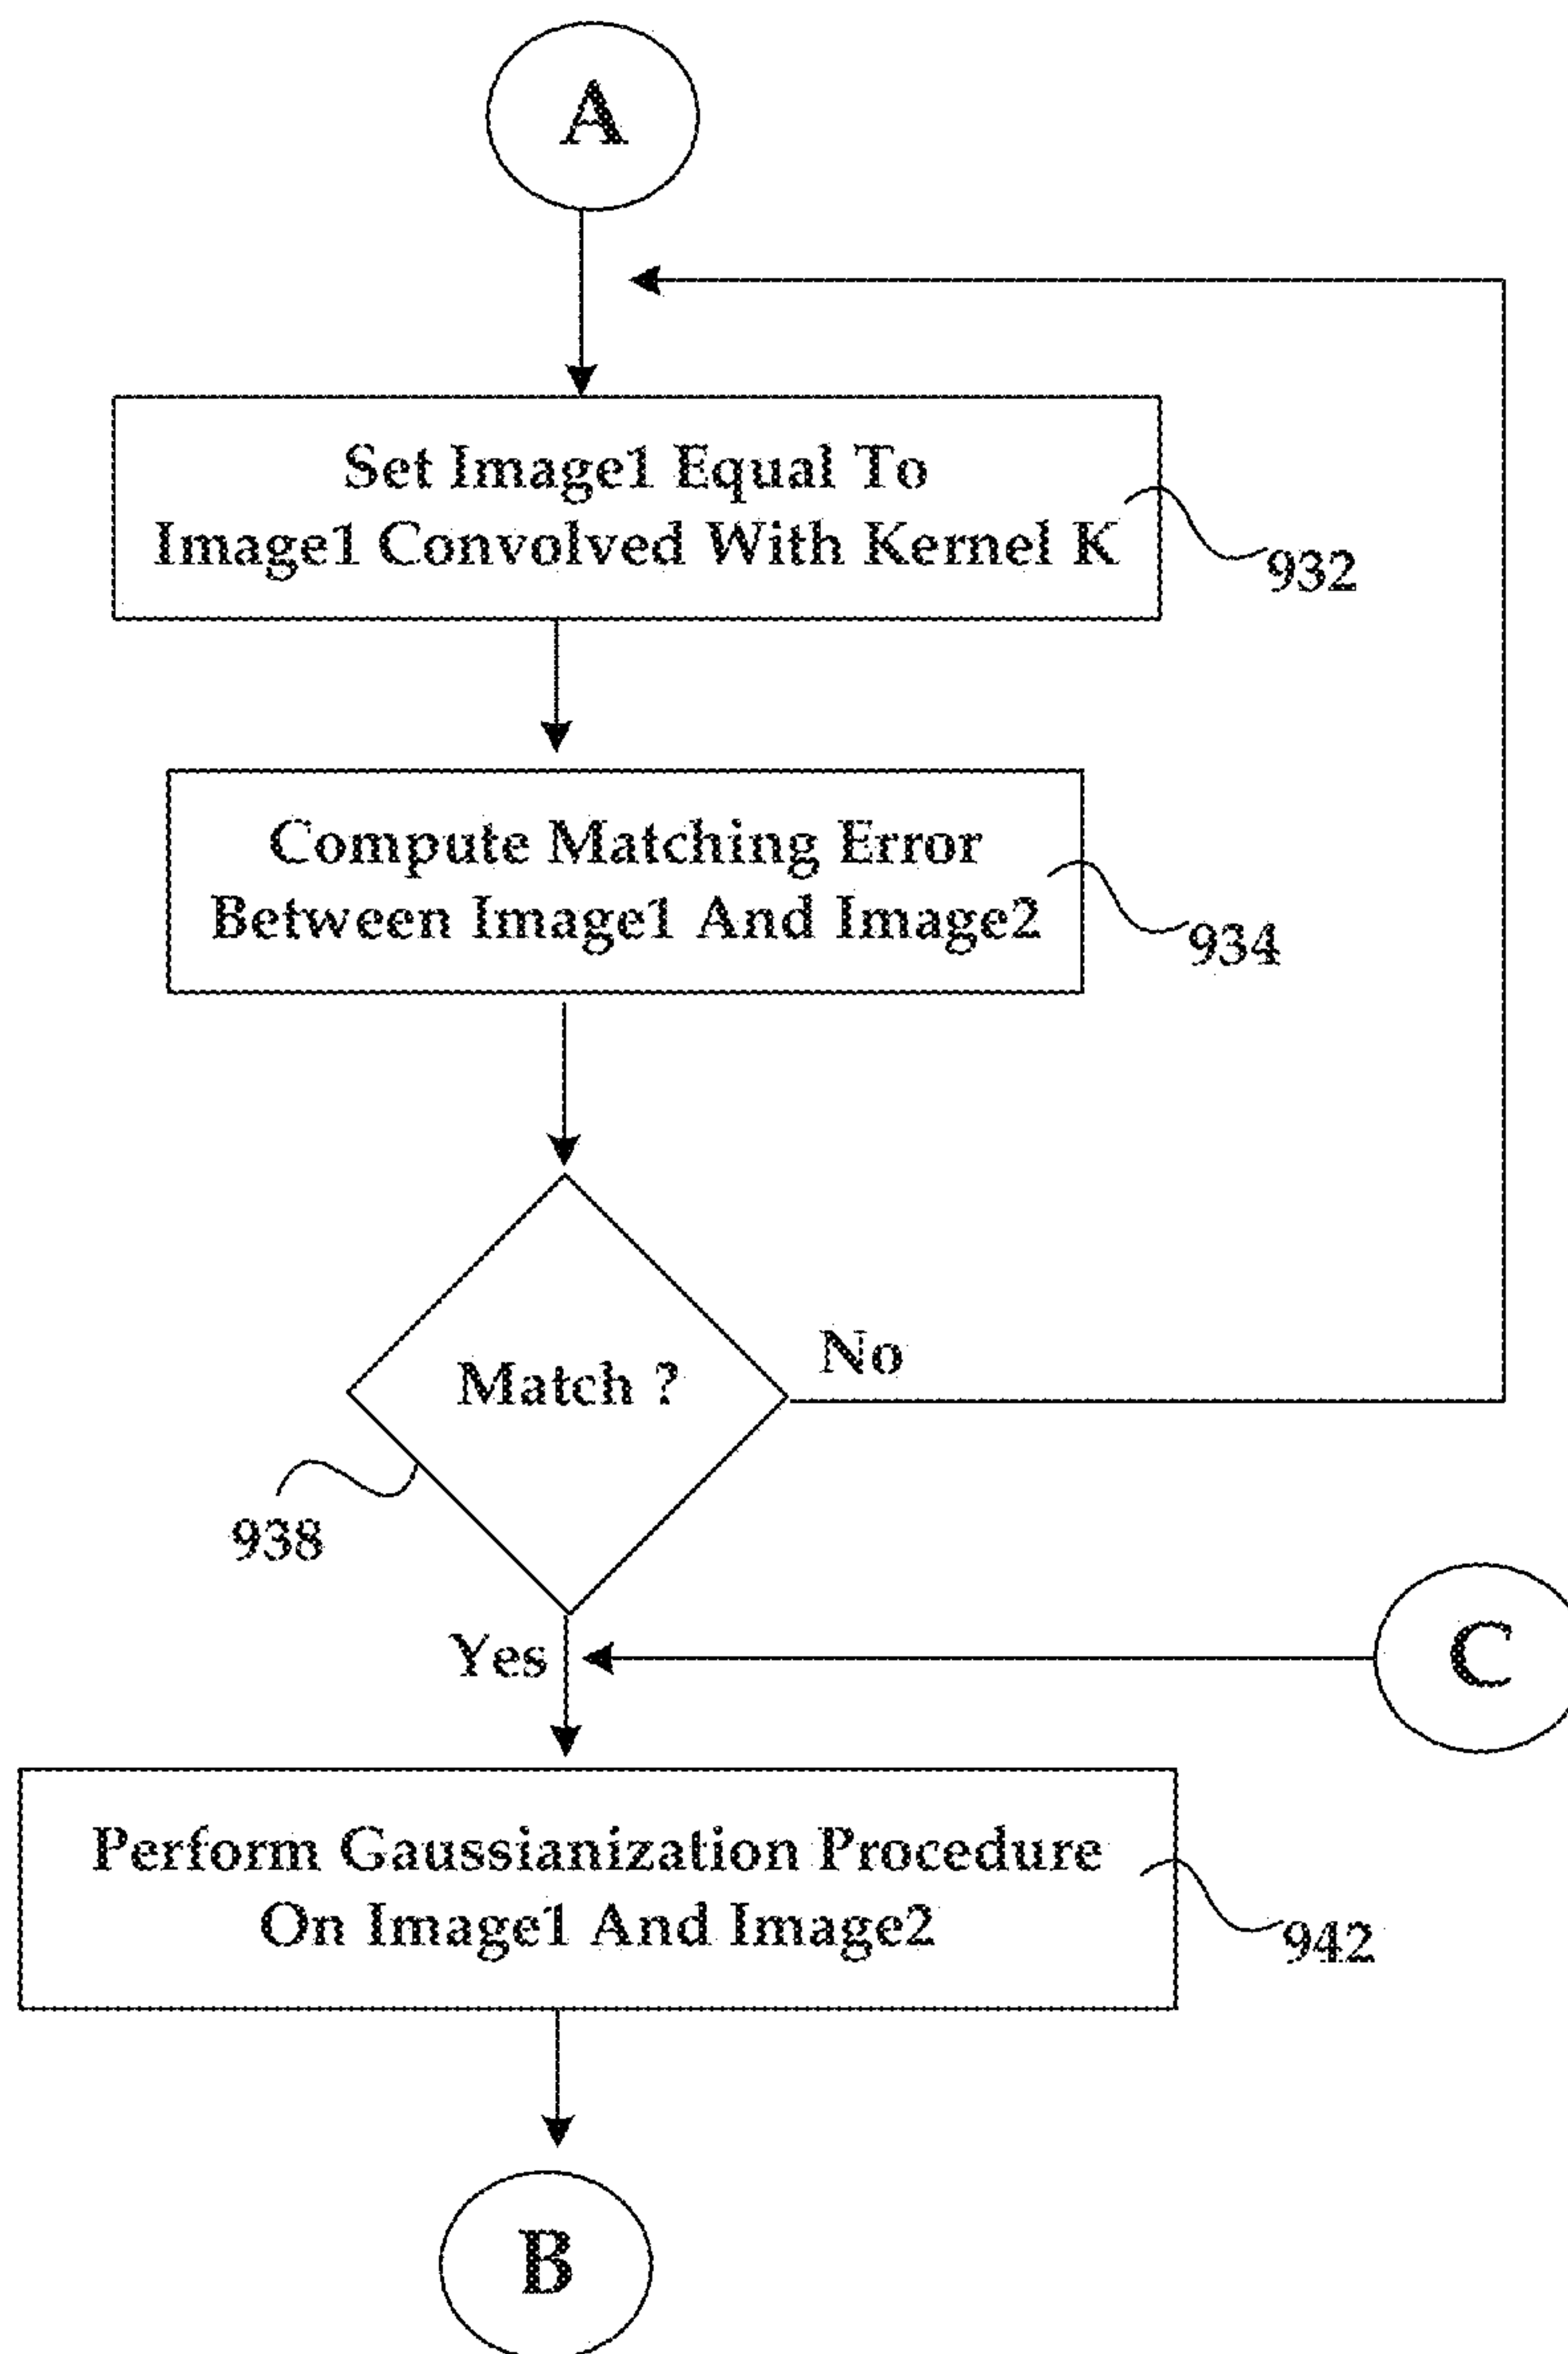 A
Set Image1 Equal To
Image1 Convolved With Kernel K
932
Compute Matching Error
Between Image1 And Image2
934
Match ?
No
938
Yes
C
Perform Gaussianization Procedure
On Image1 And Image2
942
B